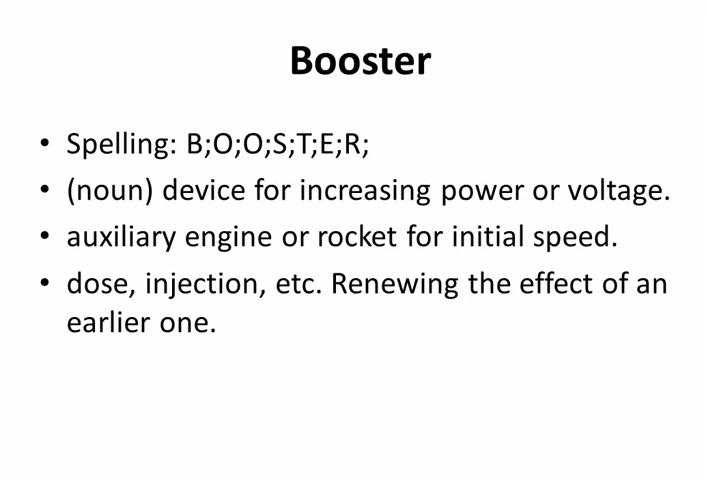 Booster
• Spelling: B;O;O;S;T;E;R;
• (noun) device for increasing power or voltage.
• auxiliary engine or rocket for initial speed.
• dose, injection, etc. Renewing the effect of an
earlier one.